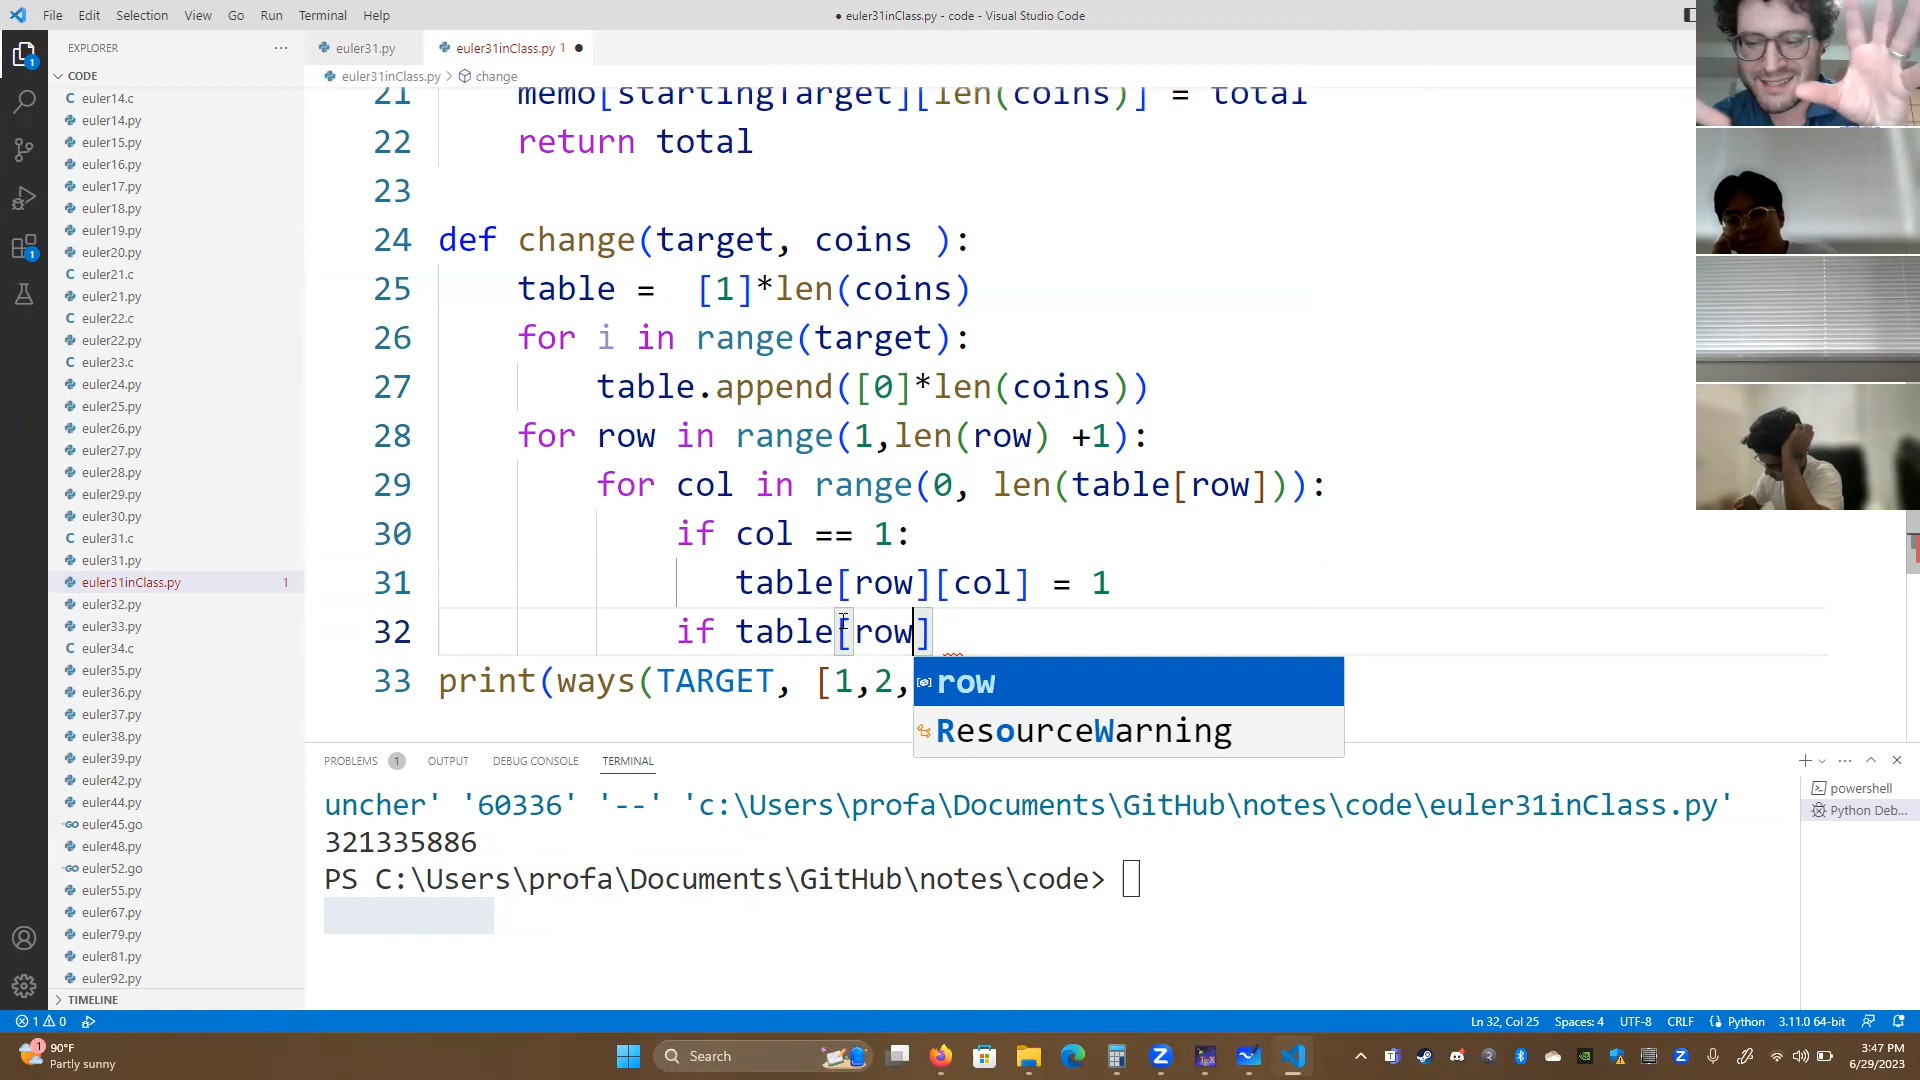 File Edit Selection View Go Run Terminal Help
● euler31inClass.py - code - Visual Studio Code
EXPLORER ···
CODE
euler14.c
euler14.py
euler15.py
euler16.py
euler17.py
euler18.py
euler19.py
euler20.py
euler21.c
euler21.py
euler22.c
euler22.py
euler23.c
euler24.py
euler25.py
euler26.py
euler27.py
euler28.py
euler29.py
euler30.py
euler31.c
euler31.py
euler31inClass.py 1
euler32.py
euler33.py
euler34.c
euler35.py
euler36.py
euler37.py
euler38.py
euler39.py
euler42.py
euler44.py
euler45.go
euler48.py
euler52.go
euler55.py
euler67.py
euler79.py
euler81.py
euler92.py
TIMELINE
euler31.py euler31inClass.py 1 ●
euler31inClass.py > change
21 memo[startingTarget][len(coins)] = total
22 return total
23
24 def change(target, coins ):
25 table =  [1]*len(coins)
26 for i in range(target):
27 table.append([0]*len(coins))
28 for row in range(1,len(row) +1):
29 for col in range(0, len(table[row])):
30 if col == 1:
31 table[row][col] = 1
32 if table[row]
33 print(ways(TARGET, [1,2,
row
ResourceWarning
PROBLEMS 1 OUTPUT DEBUG CONSOLE TERMINAL
uncher' '60336' '--' 'c:\Users\profa\Documents\GitHub\notes\code\euler31inClass.py'
321335886
PS C:\Users\profa\Documents\GitHub\notes\code>
powershell
Python Deb...
1 0
Ln 32, Col 25 Spaces: 4 UTF-8 CRLF Python 3.11.0 64-bit
1 90°F
Partly sunny
Search
3:47 PM
6/29/2023